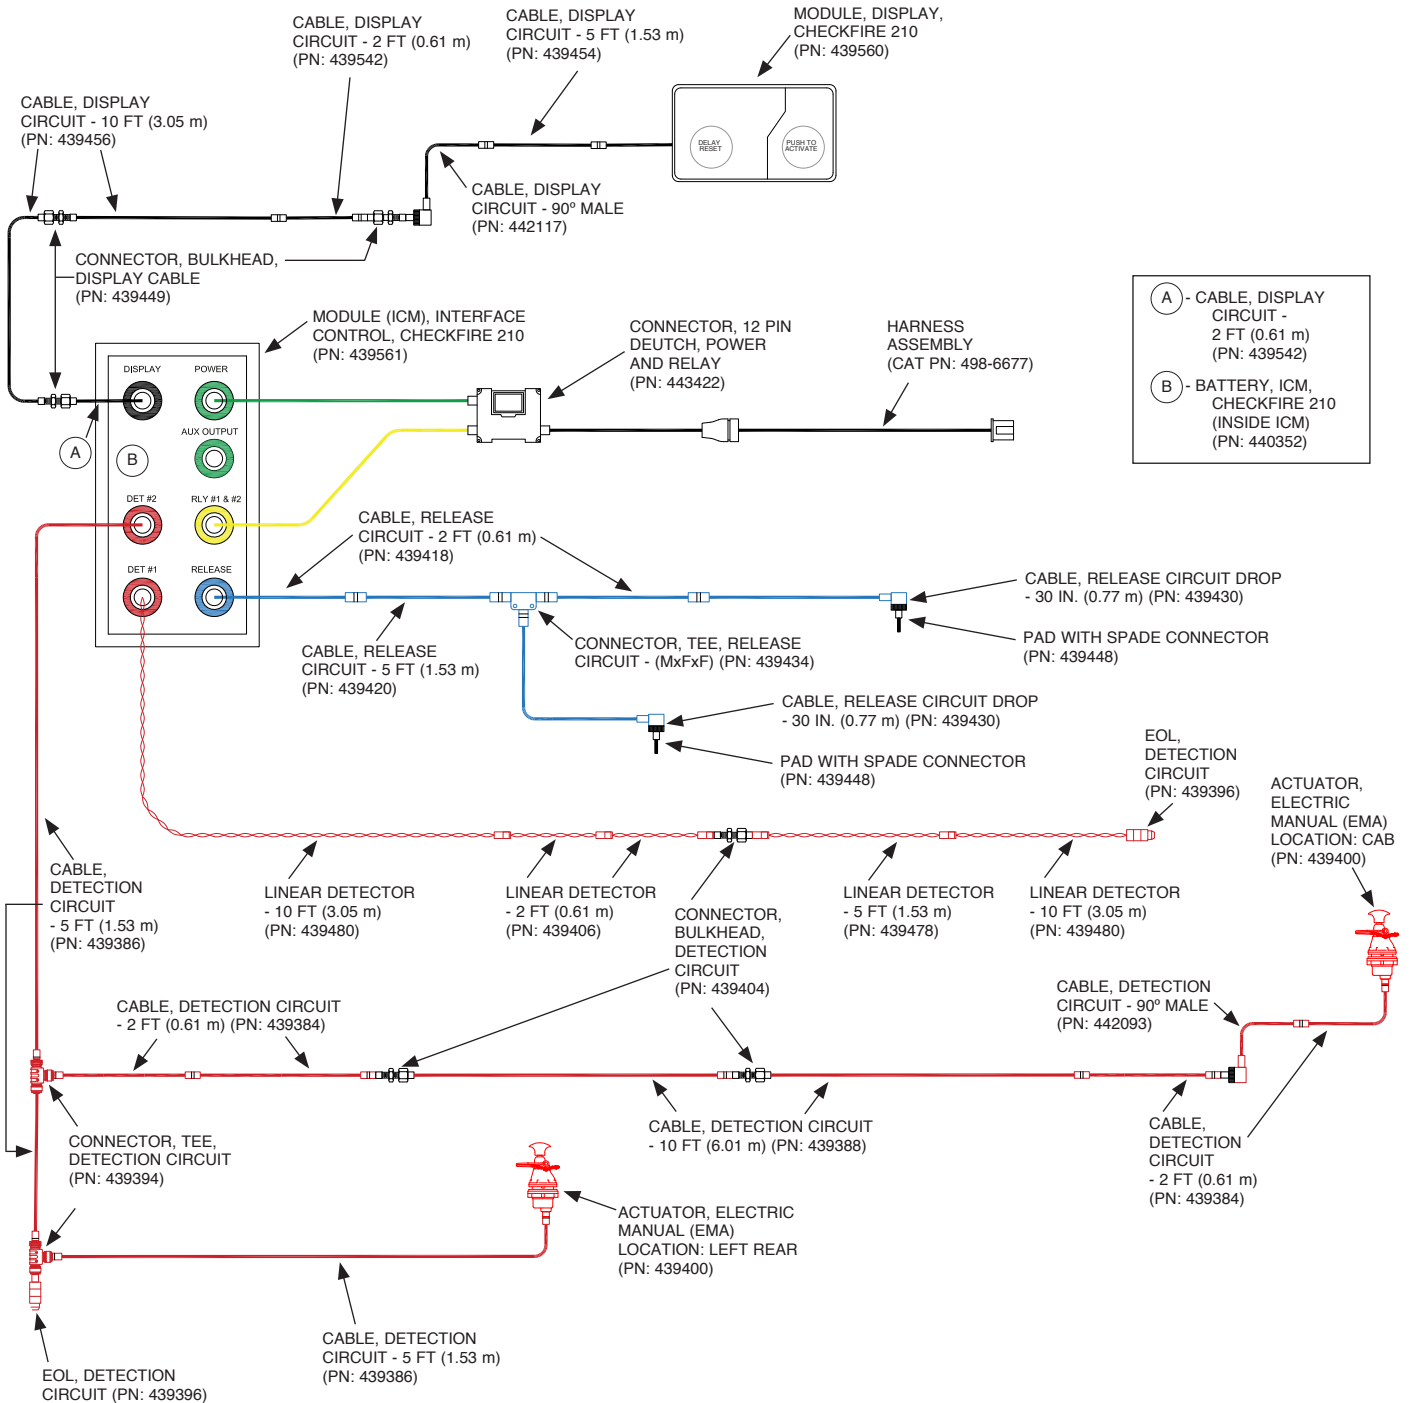 CABLE, DISPLAY
CIRCUIT - 2 FT (0.61 m)
(PN: 439542)
CABLE, DISPLAY
CIRCUIT - 5 FT (1.53 m)
(PN: 439454)
MODULE, DISPLAY,
CHECKFIRE 210
(PN: 439560)
CABLE, DISPLAY
CIRCUIT - 10 FT (3.05 m)
(PN: 439456)
DELAY
RESET
PUSH TO
ACTIVATE
CABLE, DISPLAY
CIRCUIT - 90º MALE
(PN: 442117)
CONNECTOR, BULKHEAD,
DISPLAY CABLE
(PN: 439449)
MODULE (ICM), INTERFACE
CONTROL, CHECKFIRE 210
(PN: 439561)
CONNECTOR, 12 PIN
DEUTCH, POWER
AND RELAY
(PN: 443422)
HARNESS
ASSEMBLY
(CAT PN: 498-6677)
A - CABLE, DISPLAY
CIRCUIT -
2 FT (0.61 m)
(PN: 439542)
B - BATTERY, ICM,
CHECKFIRE 210
(INSIDE ICM)
(PN: 440352)
DISPLAY
POWER
AUX OUTPUT
A
B
DET #2
RLY #1 & #2
DET #1
RELEASE
CABLE, RELEASE
CIRCUIT - 2 FT (0.61 m)
(PN: 439418)
CABLE, RELEASE CIRCUIT DROP
- 30 IN. (0.77 m) (PN: 439430)
PAD WITH SPADE CONNECTOR
(PN: 439448)
CABLE, RELEASE
CIRCUIT - 5 FT (1.53 m)
(PN: 439420)
CONNECTOR, TEE, RELEASE
CIRCUIT - (MxFxF) (PN: 439434)
CABLE, RELEASE CIRCUIT DROP
- 30 IN. (0.77 m) (PN: 439430)
PAD WITH SPADE CONNECTOR
(PN: 439448)
EOL,
DETECTION
CIRCUIT
(PN: 439396)
ACTUATOR,
ELECTRIC
MANUAL (EMA)
LOCATION: CAB
(PN: 439400)
CABLE,
DETECTION
CIRCUIT
- 5 FT (1.53 m)
(PN: 439386)
LINEAR DETECTOR
- 10 FT (3.05 m)
(PN: 439480)
LINEAR DETECTOR
- 2 FT (0.61 m)
(PN: 439406)
CONNECTOR,
BULKHEAD,
DETECTION
CIRCUIT
(PN: 439404)
LINEAR DETECTOR
- 5 FT (1.53 m)
(PN: 439478)
LINEAR DETECTOR
- 10 FT (3.05 m)
(PN: 439480)
CABLE, DETECTION CIRCUIT
- 2 FT (0.61 m) (PN: 439384)
CABLE, DETECTION
CIRCUIT - 90º MALE
(PN: 442093)
CONNECTOR, TEE,
DETECTION CIRCUIT
(PN: 439394)
CABLE, DETECTION CIRCUIT
- 10 FT (6.01 m) (PN: 439388)
CABLE,
DETECTION
CIRCUIT
- 2 FT (0.61 m)
(PN: 439384)
ACTUATOR, ELECTRIC
MANUAL (EMA)
LOCATION: LEFT REAR
(PN: 439400)
CABLE, DETECTION
CIRCUIT - 5 FT (1.53 m)
(PN: 439386)
EOL, DETECTION
CIRCUIT (PN: 439396)